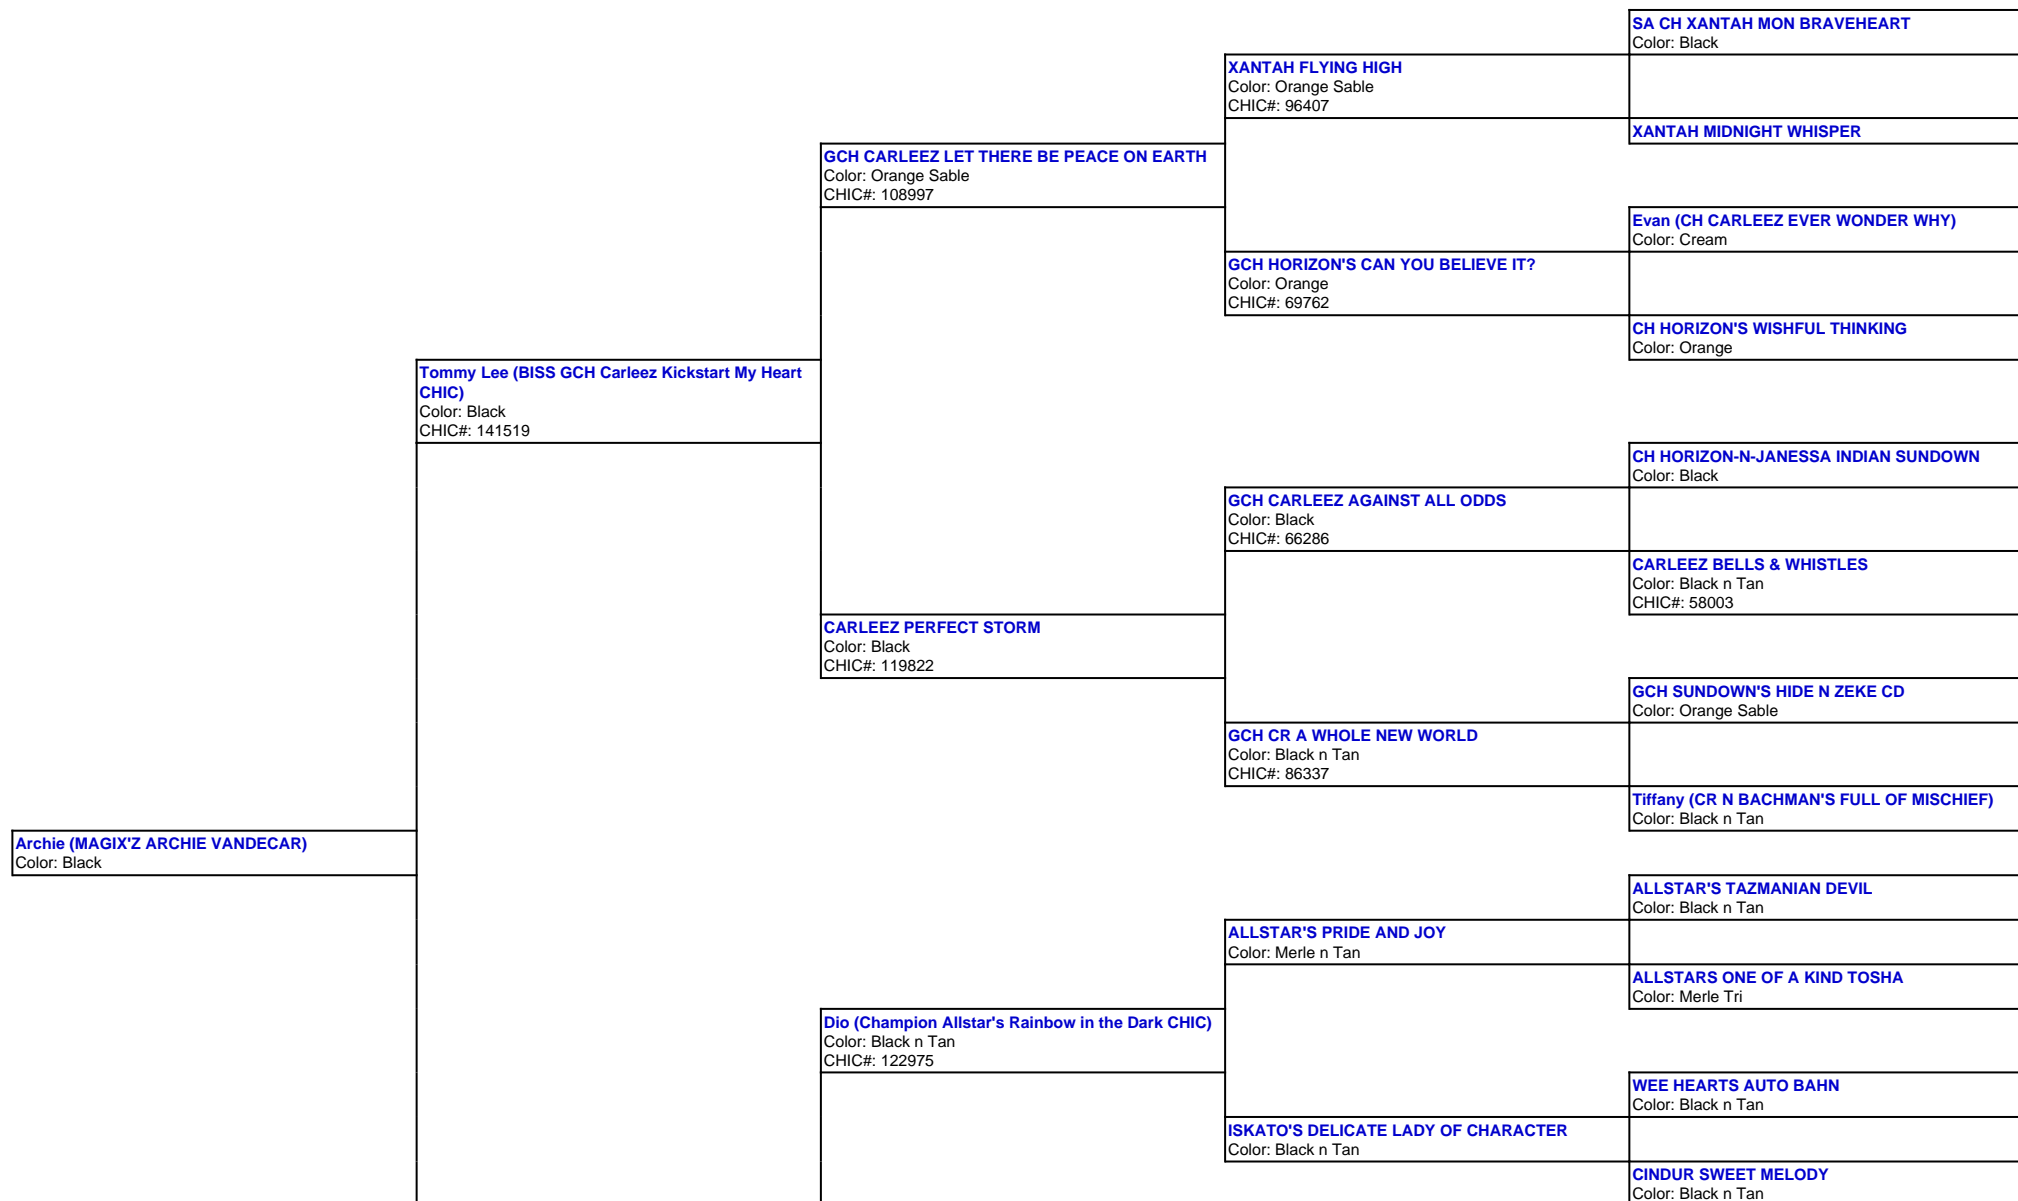 SA CH XANTAH MON BRAVEHEART
Color: Black
XANTAH FLYING HIGH
Color: Orange Sable
CHIC#: 96407
XANTAH MIDNIGHT WHISPER
GCH CARLEEZ LET THERE BE PEACE ON EARTH
Color: Orange Sable
CHIC#: 108997
Evan (CH CARLEEZ EVER WONDER WHY)
Color: Cream
GCH HORIZON'S CAN YOU BELIEVE IT?
Color: Orange
CHIC#: 69762
CH HORIZON'S WISHFUL THINKING
Color: Orange
Tommy Lee (BISS GCH Carleez Kickstart My Heart
CHIC)
Color: Black
CHIC#: 141519
CH HORIZON-N-JANESSA INDIAN SUNDOWN
Color: Black
GCH CARLEEZ AGAINST ALL ODDS
Color: Black
CHIC#: 66286
CARLEEZ BELLS & WHISTLES
Color: Black n Tan
CHIC#: 58003
CARLEEZ PERFECT STORM
Color: Black
CHIC#: 119822
GCH SUNDOWN'S HIDE N ZEKE CD
Color: Orange Sable
GCH CR A WHOLE NEW WORLD
Color: Black n Tan
CHIC#: 86337
Tiffany (CR N BACHMAN'S FULL OF MISCHIEF)
Color: Black n Tan
Archie (MAGIX'Z ARCHIE VANDECAR)
Color: Black
ALLSTAR'S TAZMANIAN DEVIL
Color: Black n Tan
ALLSTAR'S PRIDE AND JOY
Color: Merle n Tan
ALLSTARS ONE OF A KIND TOSHA
Color: Merle Tri
Dio (Champion Allstar's Rainbow in the Dark CHIC)
Color: Black n Tan
CHIC#: 122975
WEE HEARTS AUTO BAHN
Color: Black n Tan
ISKATO'S DELICATE LADY OF CHARACTER
Color: Black n Tan
CINDUR SWEET MELODY
Color: Black n Tan